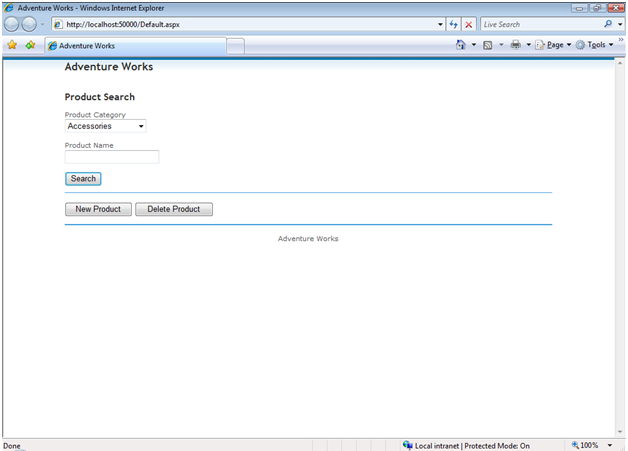 Adventure Works - Windows Internet Explorer
http://localhost:50000/Default.aspx
Live Search
Adventure Works
Page
Tools
Adventure Works
Product Search
Product Category
Accessories
Product Name
Search
New Product Delete Product
Adventure Works
Done
Local intranet | Protected Mode: On
100%